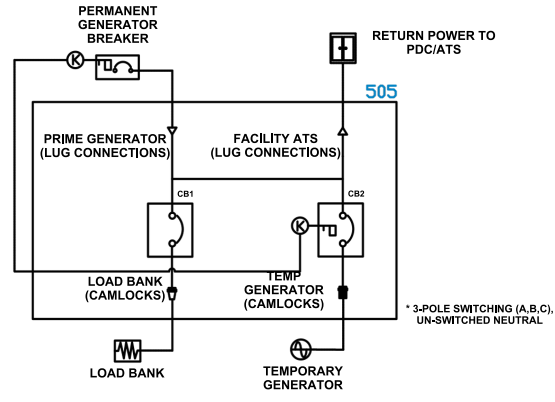 PERMANENT
GENERATOR
BREAKER
K
RETURN POWER TO
PDC/ATS
505
PRIME GENERATOR
(LUG CONNECTIONS)
FACILITY ATS
(LUG CONNECTIONS)
CB1
CB2
K
LOAD BANK
(CAMLOCKS)
TEMP
GENERATOR
(CAMLOCKS)
* 3-POLE SWITCHING (A,B,C),
UN-SWITCHED NEUTRAL
LOAD BANK
TEMPORARY
GENERATOR